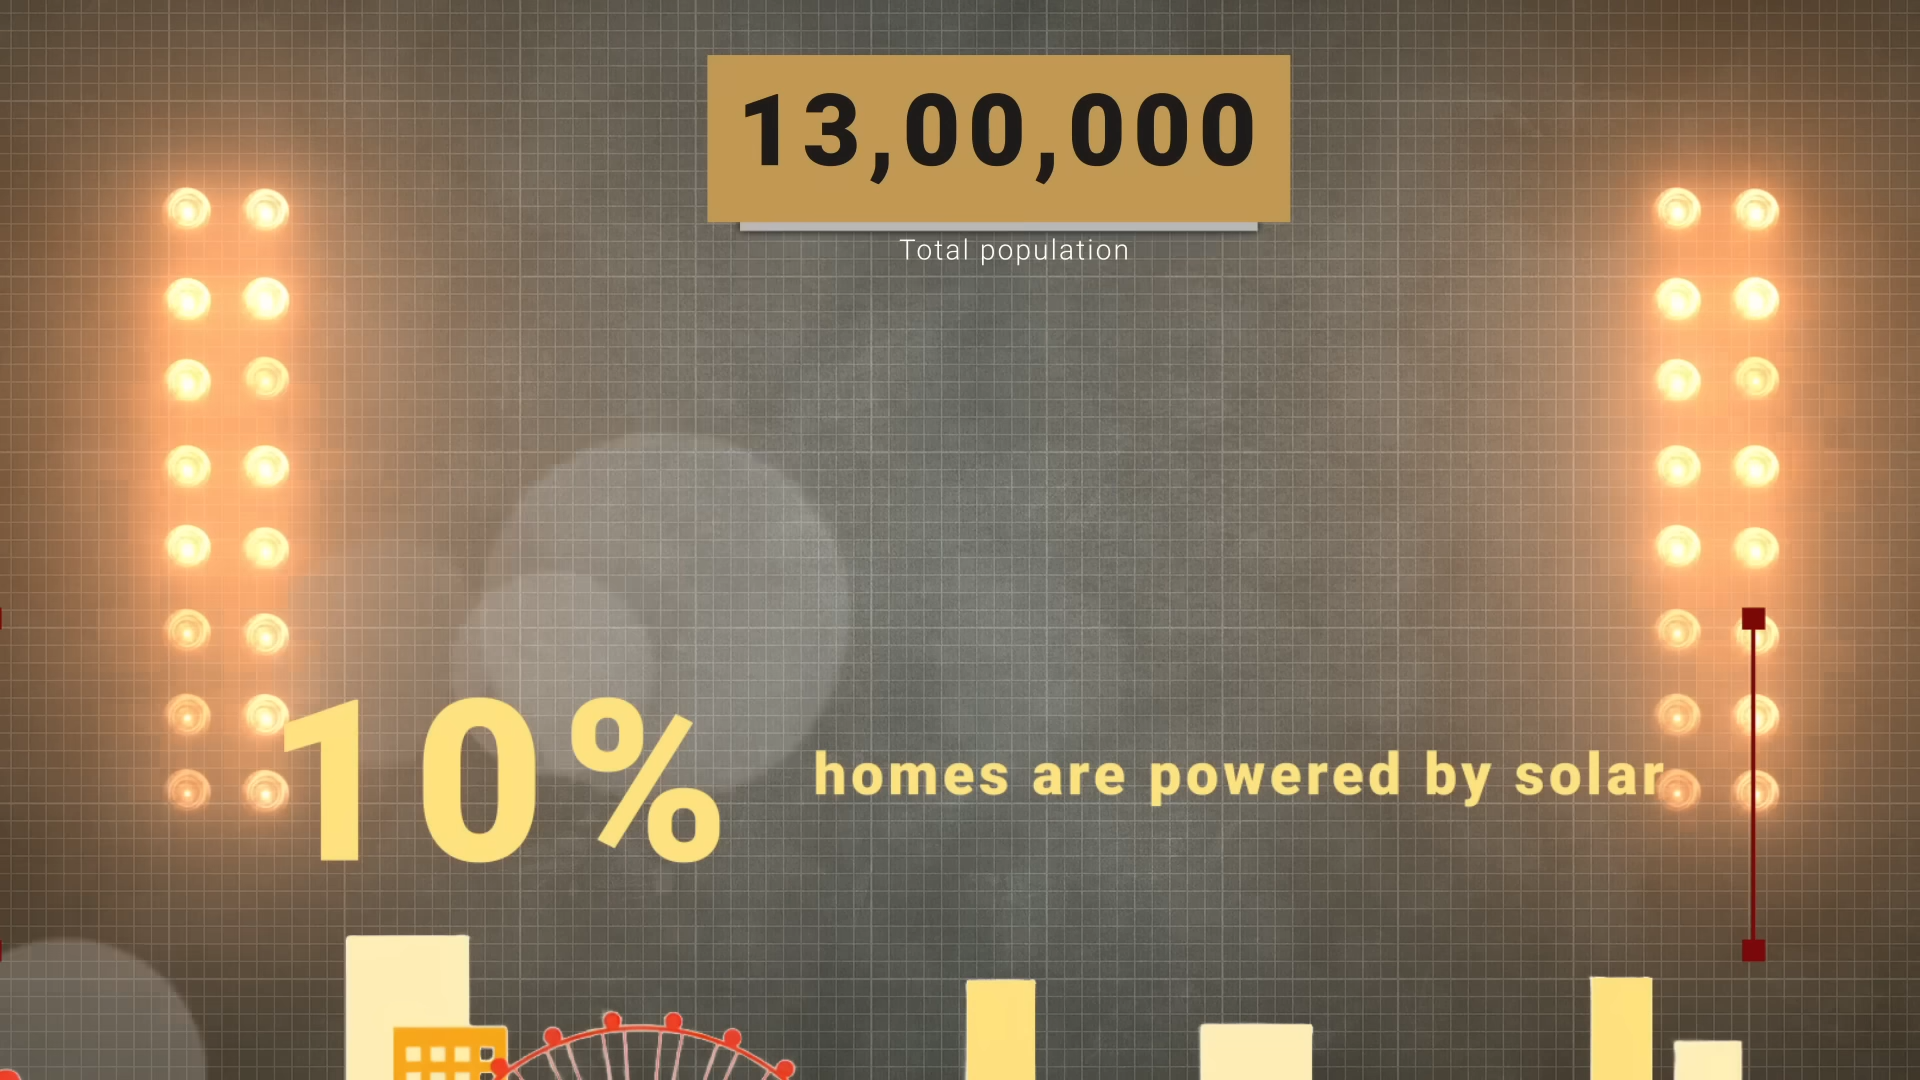 13,00,000
Total population
10%
homes are powered by solar